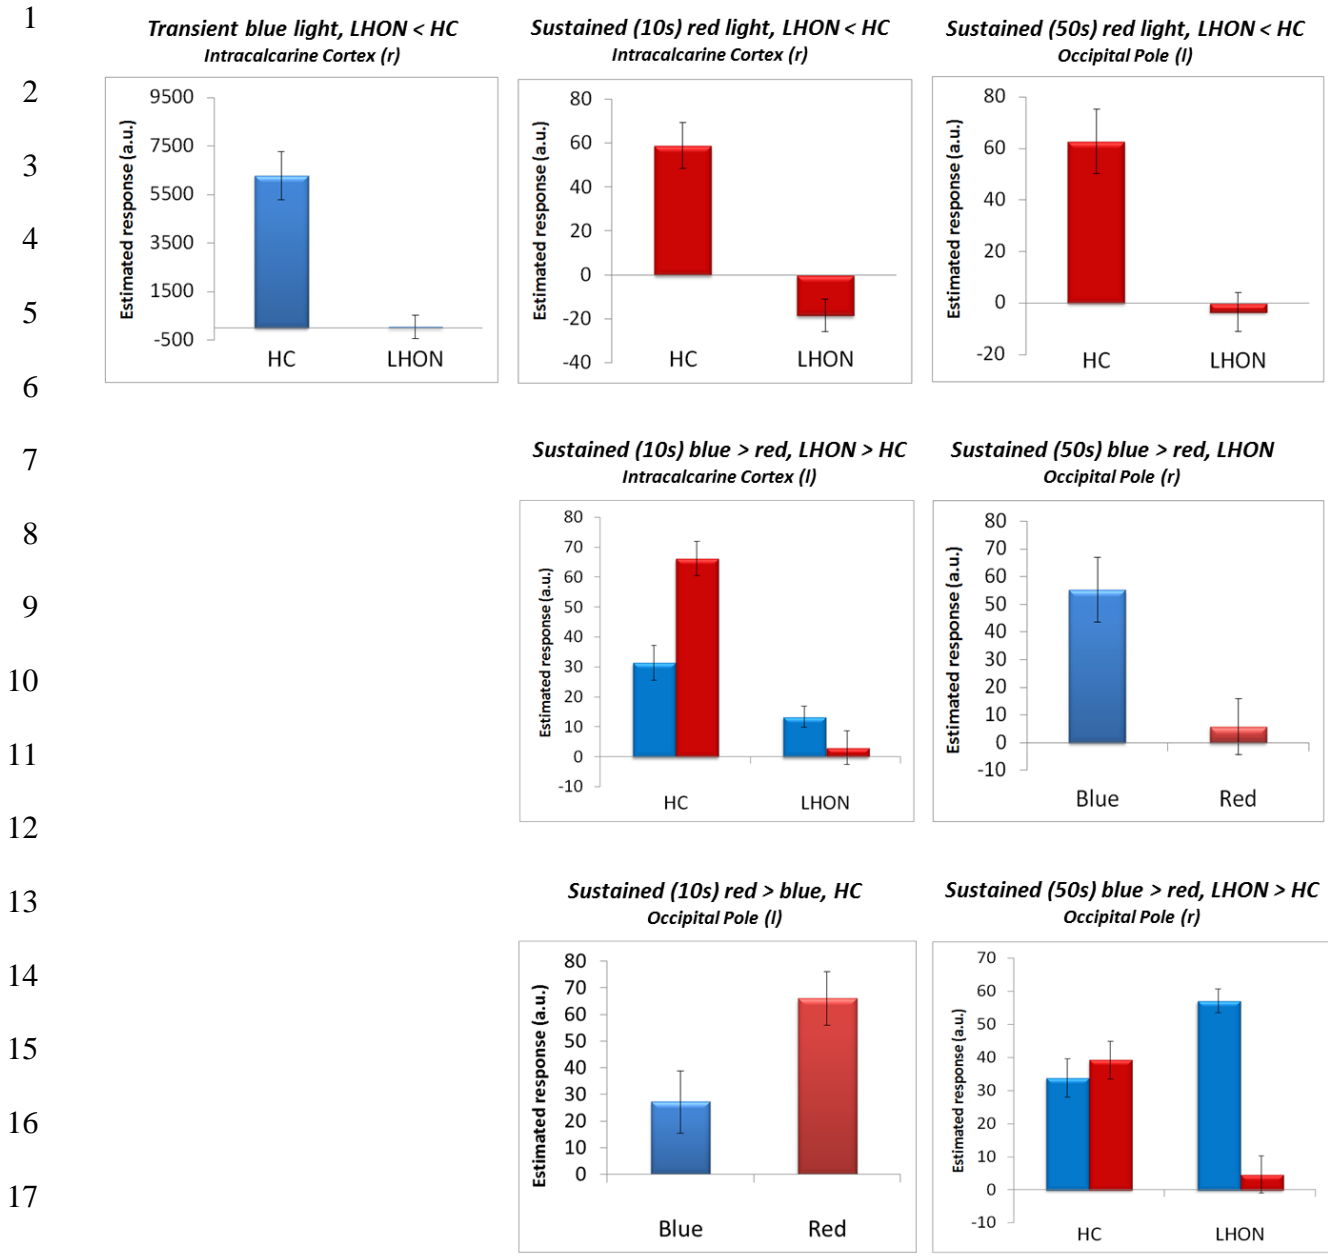 1
2
3
4
5
6
7
8
9
10
11
12
13
14
15
16
17
Transient blue light, LHON < HC
Intracalcarine Cortex (r)
Estimated response (a.u.)
9500
7500
5500
3500
1500
-500
HC LHON
Sustained (10s) red light, LHON < HC
Intracalcarine Cortex (r)
Estimated response (a.u.)
80
60
40
20
0
-20
-40
HC LHON
Sustained (50s) red light, LHON < HC
Occipital Pole (l)
Estimated response (a.u.)
80
60
40
20
0
-20
HC LHON
Sustained (10s) blue > red, LHON > HC
Intracalcarine Cortex (l)
Estimated response (a.u.)
80
70
60
50
40
30
20
10
0
-10
HC LHON
Sustained (50s) blue > red, LHON
Occipital Pole (r)
Estimated response (a.u.)
80
70
60
50
40
30
20
10
0
-10
Blue Red
Sustained (10s) red > blue, HC
Occipital Pole (l)
Estimated response (a.u.)
80
70
60
50
40
30
20
10
0
Blue Red
Sustained (50s) blue > red, LHON > HC
Occipital Pole (r)
Estimated response (a.u.)
70
60
50
40
30
20
10
0
-10
HC LHON